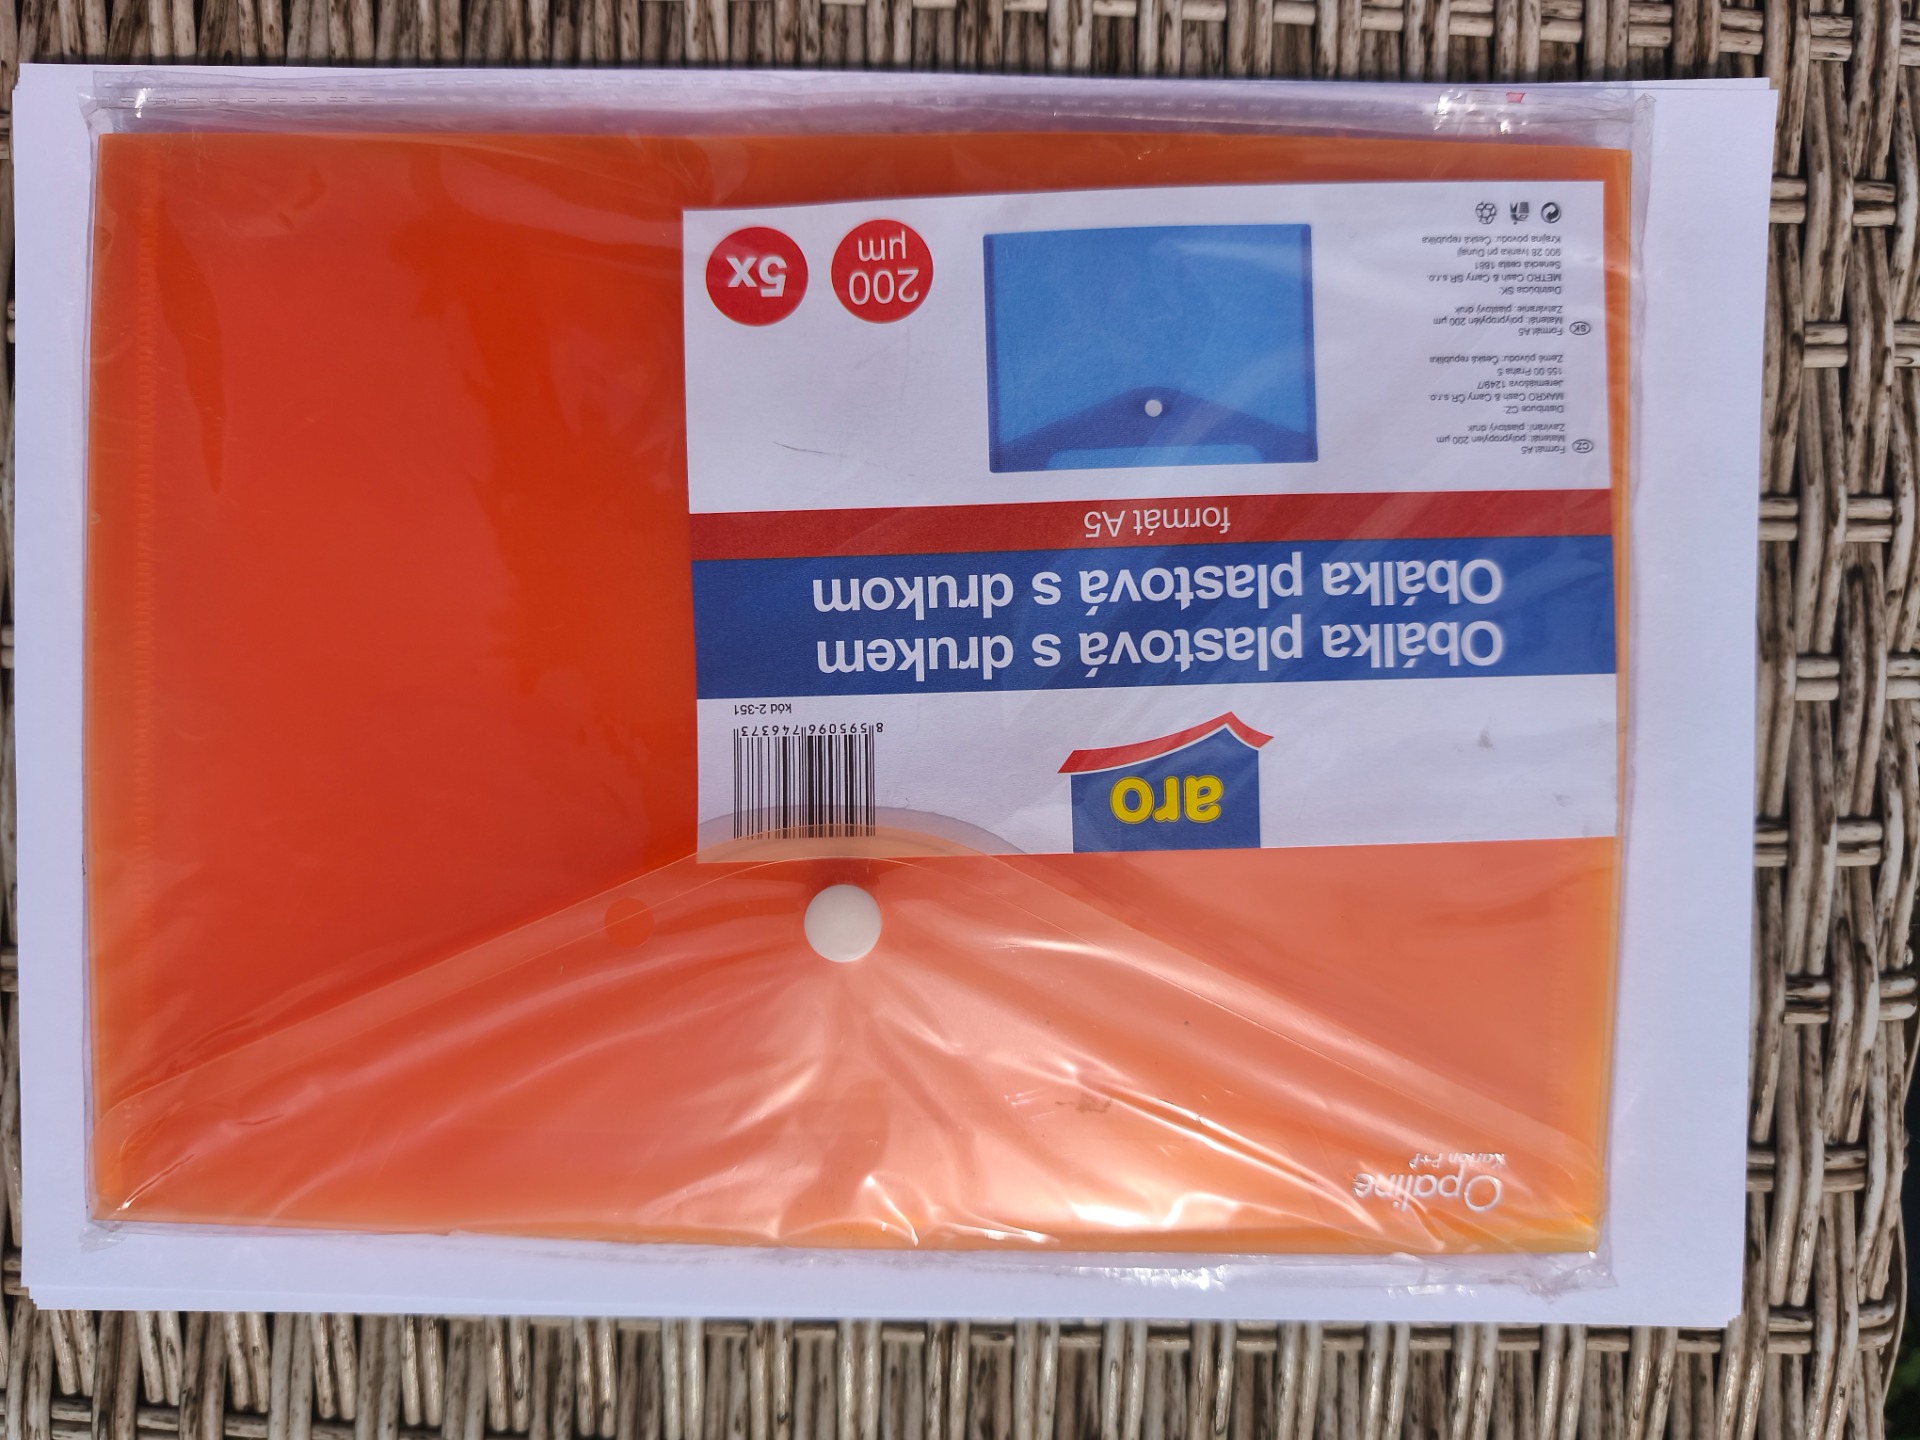 Opaline
Karton P+P
aro
8 595096 746373
kód 2-351
Obálka plastová s drukem
Obálka plastová s drukom
formát A5
CZ
Formát A5
Materiál: polypropylen 200 µm
Zavírání: plastový druk
Distribuce CZ:
MAKRO Cash & Carry ČR s.r.o.
Jeremiášova 1249/7
155 00 Praha 5
Země původu: Česká republika
SK
Formát A5
Materiál: polypropylén 200 µm
Zatváranie: plastový druk
Distribúcia SK:
METRO Cash & Carry SR s.r.o.
Senecká cesta 1881
900 28 Ivanka pri Dunaji
Krajina pôvodu: Česká republika
200
µm
5x